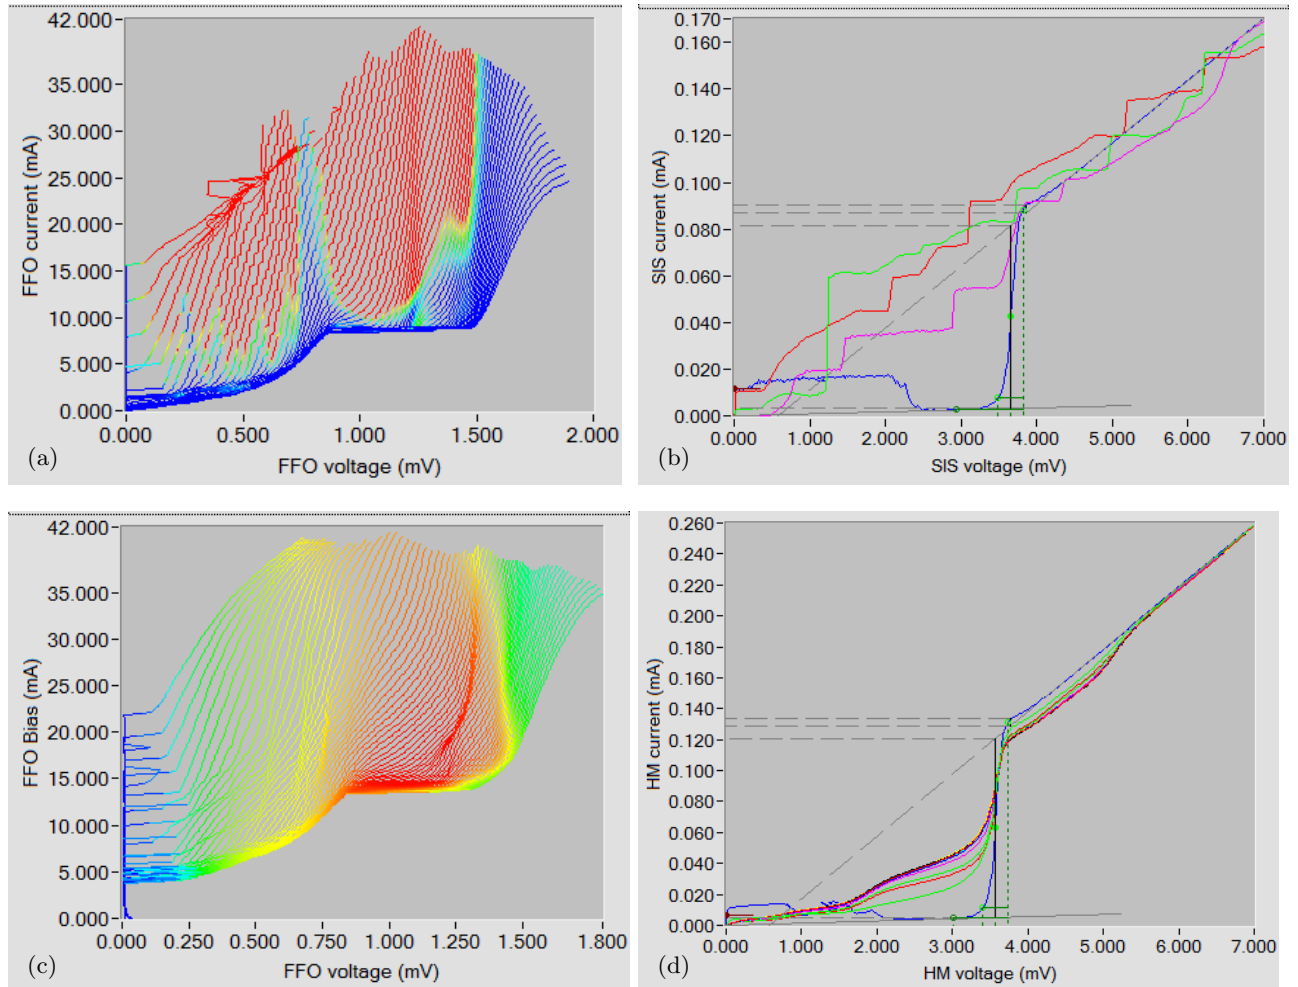 42.000
35.000
30.000
25.000
20.000
15.000
10.000
5.000
0.000
FFO current (mA)
0.000 0.500 1.000 1.500 2.000
FFO voltage (mV)
(a)
0.170
0.160
0.140
0.120
0.100
0.080
0.060
0.040
0.020
0.000
SIS current (mA)
0.000 1.000 2.000 3.000 4.000 5.000 6.000 7.000
SIS voltage (mV)
(b)
42.000
35.000
30.000
25.000
20.000
15.000
10.000
5.000
0.000
FFO Bias (mA)
0.000 0.250 0.500 0.750 1.000 1.250 1.500 1.800
FFO voltage (mV)
(c)
0.260
0.240
0.220
0.200
0.180
0.160
0.140
0.120
0.100
0.080
0.060
0.040
0.020
0.000
HM current (mA)
0.000 1.000 2.000 3.000 4.000 5.000 6.000 7.000
HM voltage (mV)
(d)